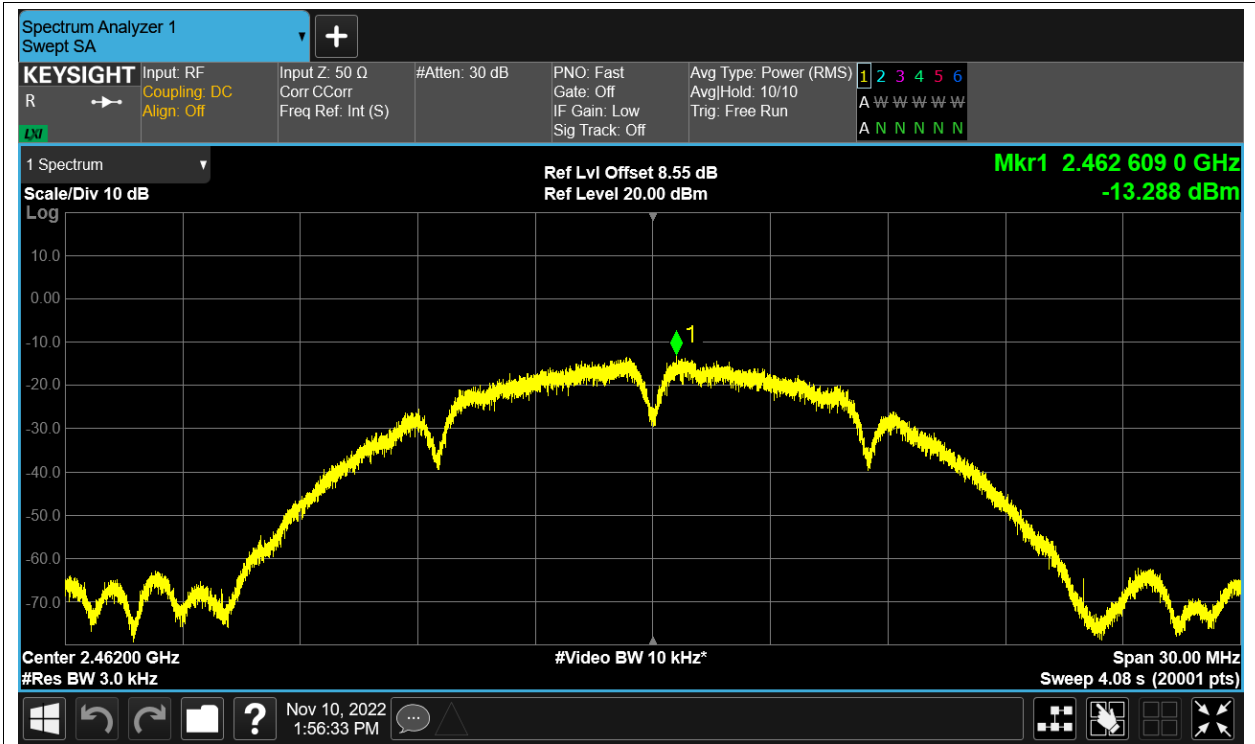 Spectrum Analyzer 1
Swept SA
KEYSIGHT
R
LXI
Input: RF
Coupling: DC
Align: Off
Input Z: 50 Ω
Corr CCorr
Freq Ref: Int (S)
#Atten: 30 dB
PNO: Fast
Gate: Off
IF Gain: Low
Sig Track: Off
Avg Type: Power (RMS)
Avg|Hold: 10/10
Trig: Free Run
1 2 3 4 5 6
A W W W W W
A N N N N N
1 Spectrum
Scale/Div 10 dB
Ref Lvl Offset 8.55 dB
Ref Level 20.00 dBm
Mkr1 2.462 609 0 GHz
-13.288 dBm
Log
10.0
0.00
-10.0
-20.0
-30.0
-40.0
-50.0
-60.0
-70.0
1
Center 2.46200 GHz
#Res BW 3.0 kHz
#Video BW 10 kHz*
Span 30.00 MHz
Sweep 4.08 s (20001 pts)
Nov 10, 2022
1:56:33 PM